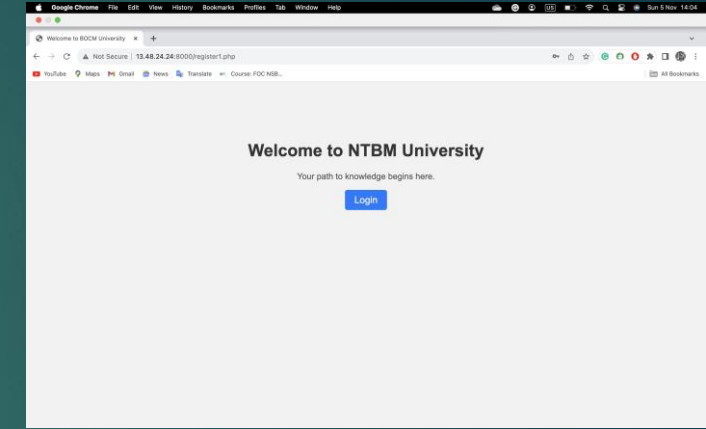 Google Chrome File Edit View History Bookmarks Profiles Tab Window Help US Sun 5 Nov 14:04
Welcome to BOCM University
Not Secure 13.48.24.24:8000/register1.php
YouTube Maps Gmail News Translate Course: FOC NSB... All Bookmarks
Welcome to NTBM University
Your path to knowledge begins here.
Login